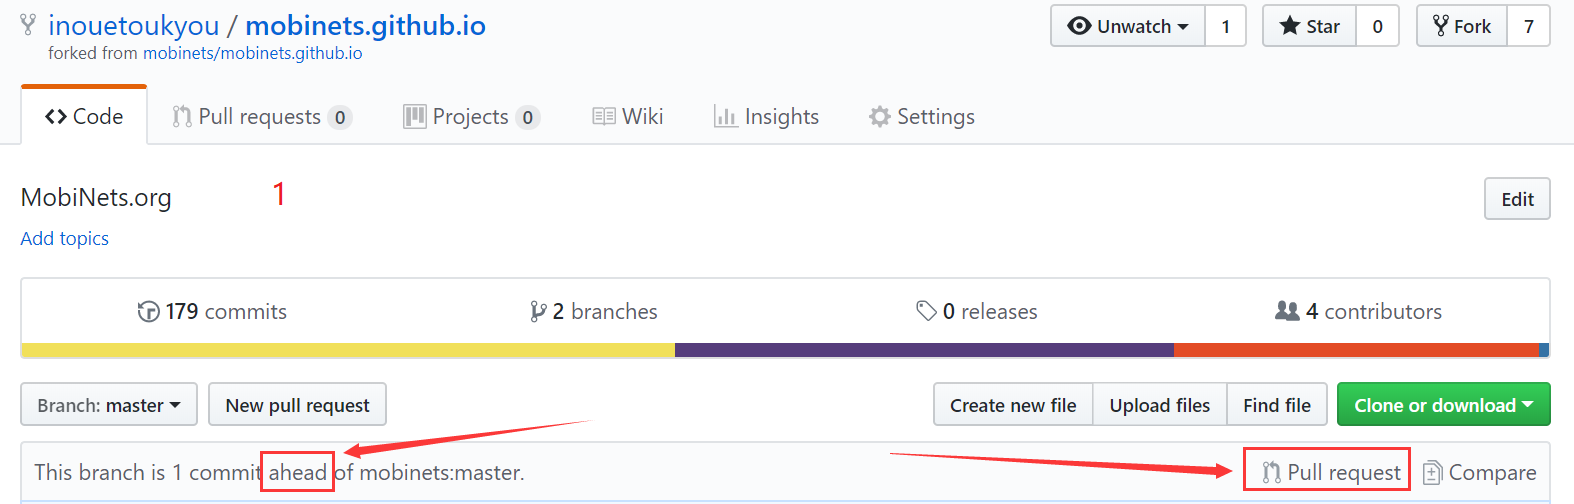 inouetoukyou / mobinets.github.io Unwatch 1 Star 0 Fork 7
forked from mobinets/mobinets.github.io
Code Pull requests 0 Projects 0 Wiki Insights Settings
MobiNets.org 1 Edit
Add topics
179 commits 2 branches 0 releases 4 contributors
Branch: master New pull request Create new file Upload files Find file Clone or download
This branch is 1 commit ahead of mobinets:master. Pull request Compare